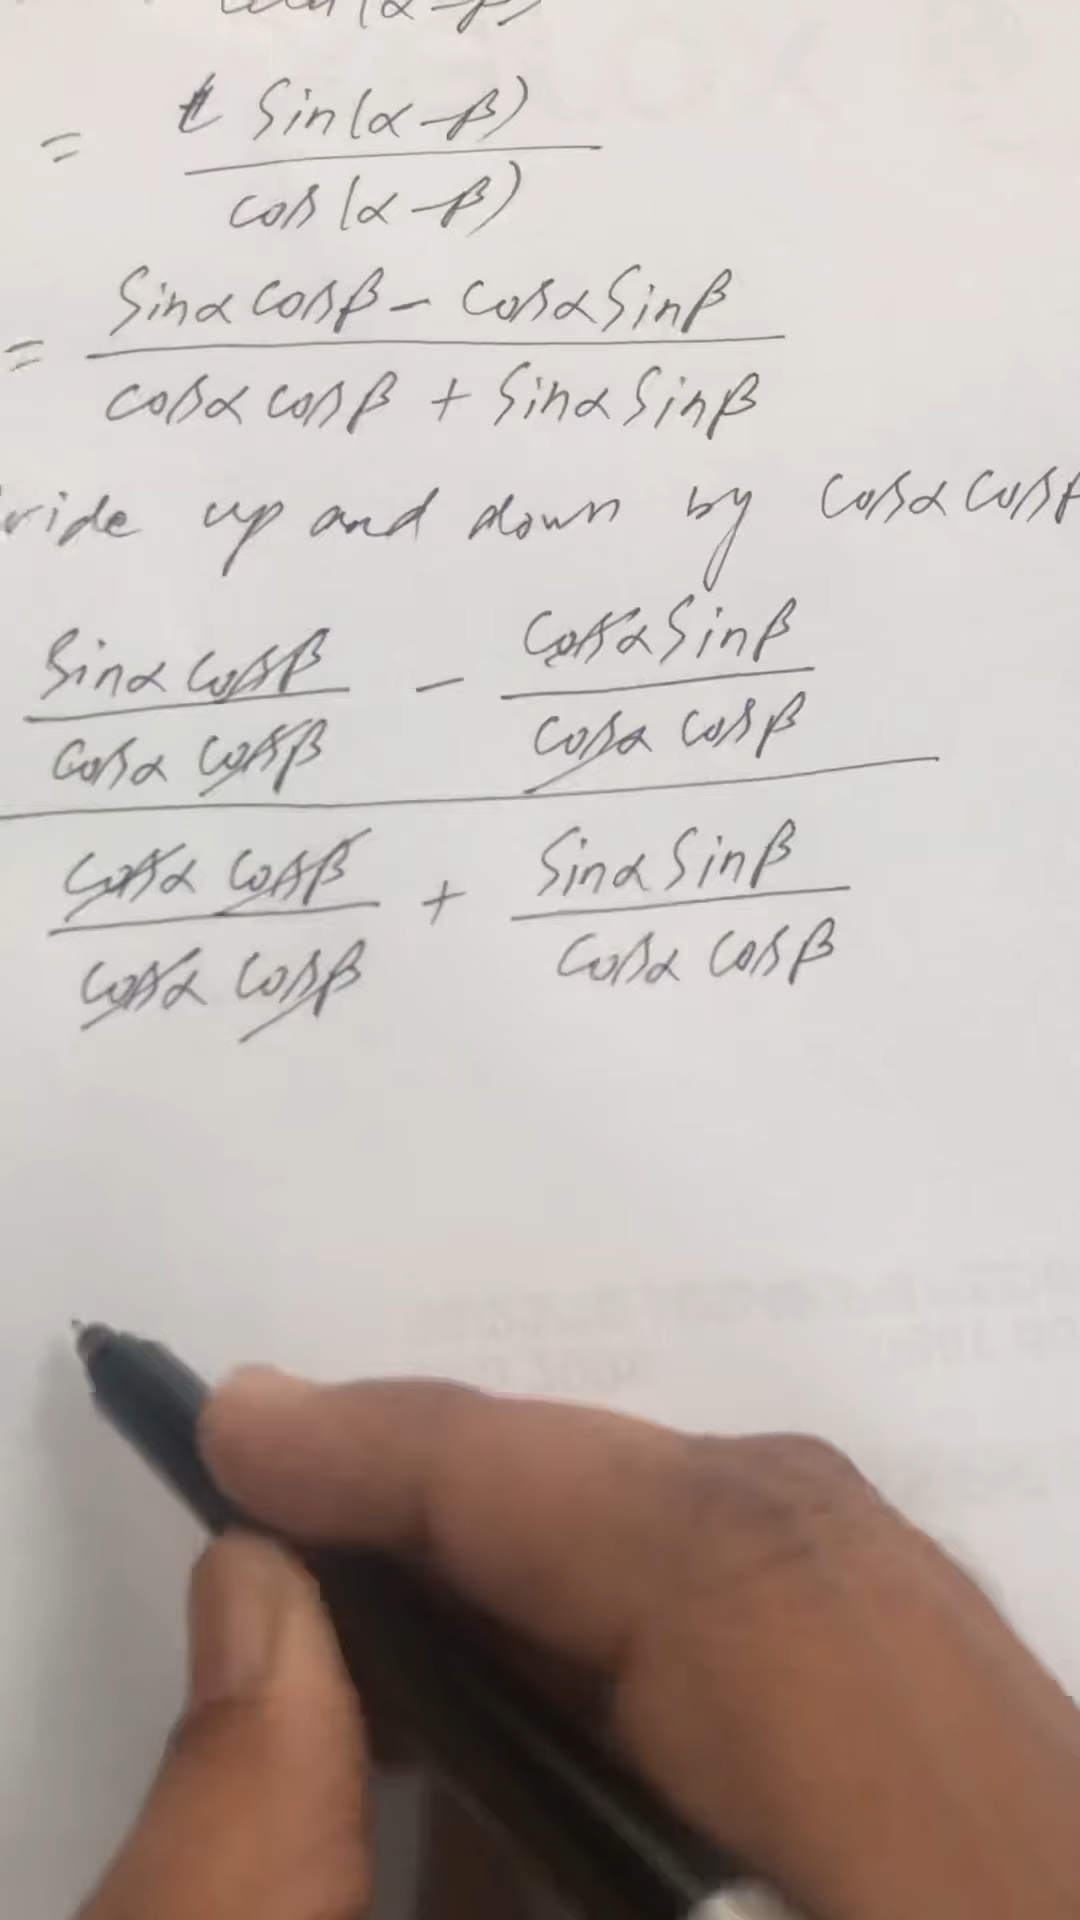 = Sin(α-β)
cos(α-β)
= Sinα cosβ - cosα Sinβ
cosα cosβ + Sinα Sinβ
up and down by cosα cosβ
Sinα cosβ - cosα Sinβ
cosα cosβ cosα cosβ
cosα cosβ + Sinα Sinβ
cosα cosβ cosα cosβ